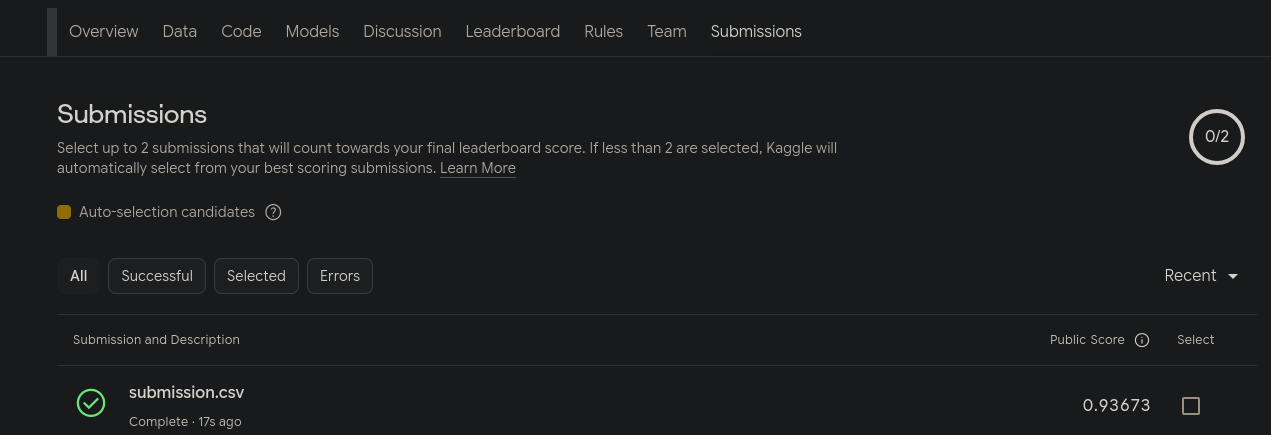 Overview Data Code Models Discussion Leaderboard Rules Team Submissions
Submissions
Select up to 2 submissions that will count towards your final leaderboard score. If less than 2 are selected, Kaggle will
automatically select from your best scoring submissions. Learn More
0/2
Auto-selection candidates ?
All Successful Selected Errors Recent
Submission and Description Public Score Select
submission.csv
0.93673
Complete · 17s ago